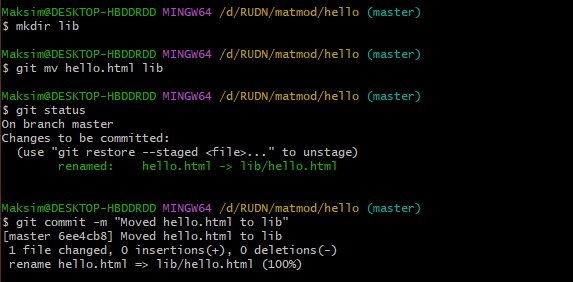 Maksim@DESKTOP-HBDDRDD MINGW64 /d/RUDN/matmod/hello (master)
$ mkdir lib
Maksim@DESKTOP-HBDDRDD MINGW64 /d/RUDN/matmod/hello (master)
$ git mv hello.html lib
Maksim@DESKTOP-HBDDRDD MINGW64 /d/RUDN/matmod/hello (master)
$ git status
On branch master
Changes to be committed:
  (use "git restore --staged <file>..." to unstage)
        renamed:    hello.html -> lib/hello.html
Maksim@DESKTOP-HBDDRDD MINGW64 /d/RUDN/matmod/hello (master)
$ git commit -m "Moved hello.html to lib"
[master 6ee4cb8] Moved hello.html to lib
 1 file changed, 0 insertions(+), 0 deletions(-)
 rename hello.html => lib/hello.html (100%)